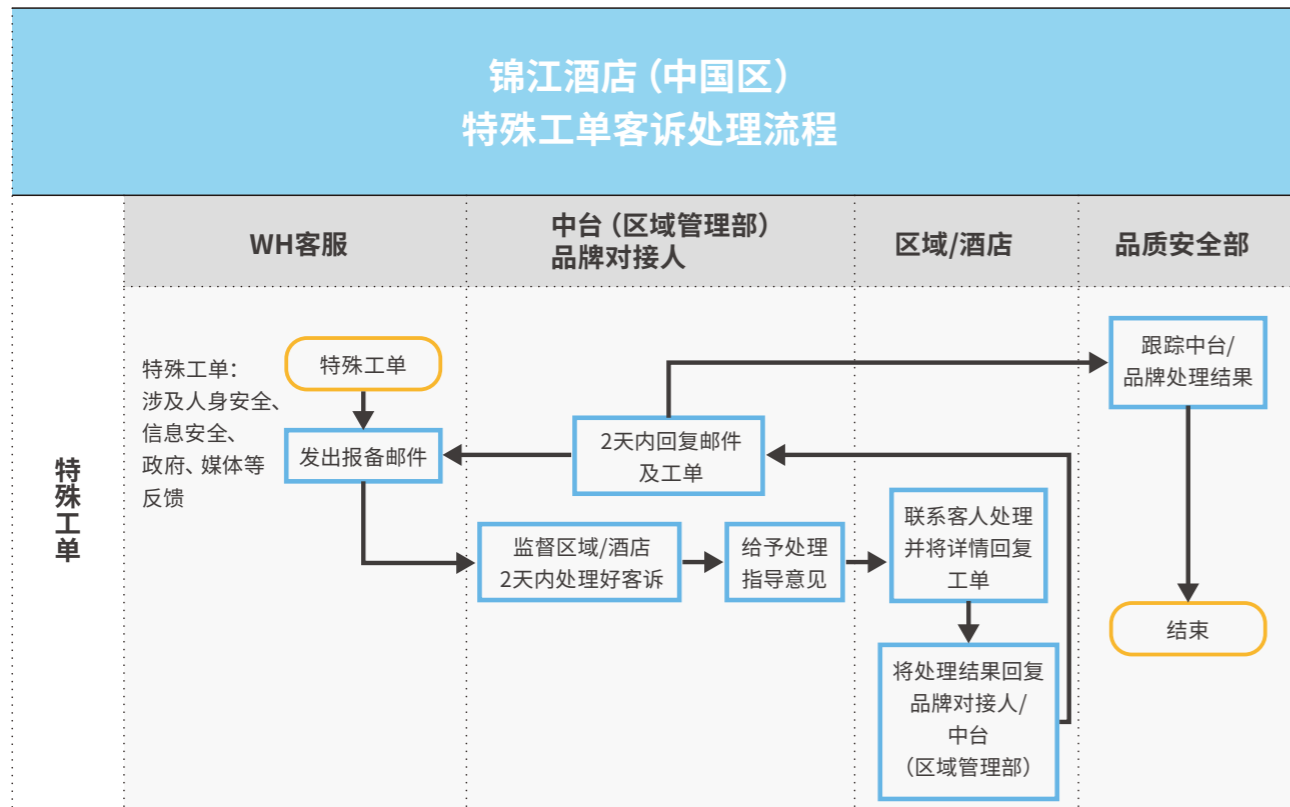 锦江酒店（中国区）
特殊工单客诉处理流程
WH客服
中台（区域管理部）
品牌对接人
区域/酒店
品质安全部
特殊工单
特殊工单：
涉及人身安全、
信息安全、
政府、媒体等
反馈
特殊工单
发出报备邮件
2天内回复邮件
及工单
监督区域/酒店
2天内处理好客诉
给予处理
指导意见
联系客人处理
并将详情回复
工单
将处理结果回复
品牌对接人/
中台
（区域管理部）
跟踪中台/
品牌处理结果
结束